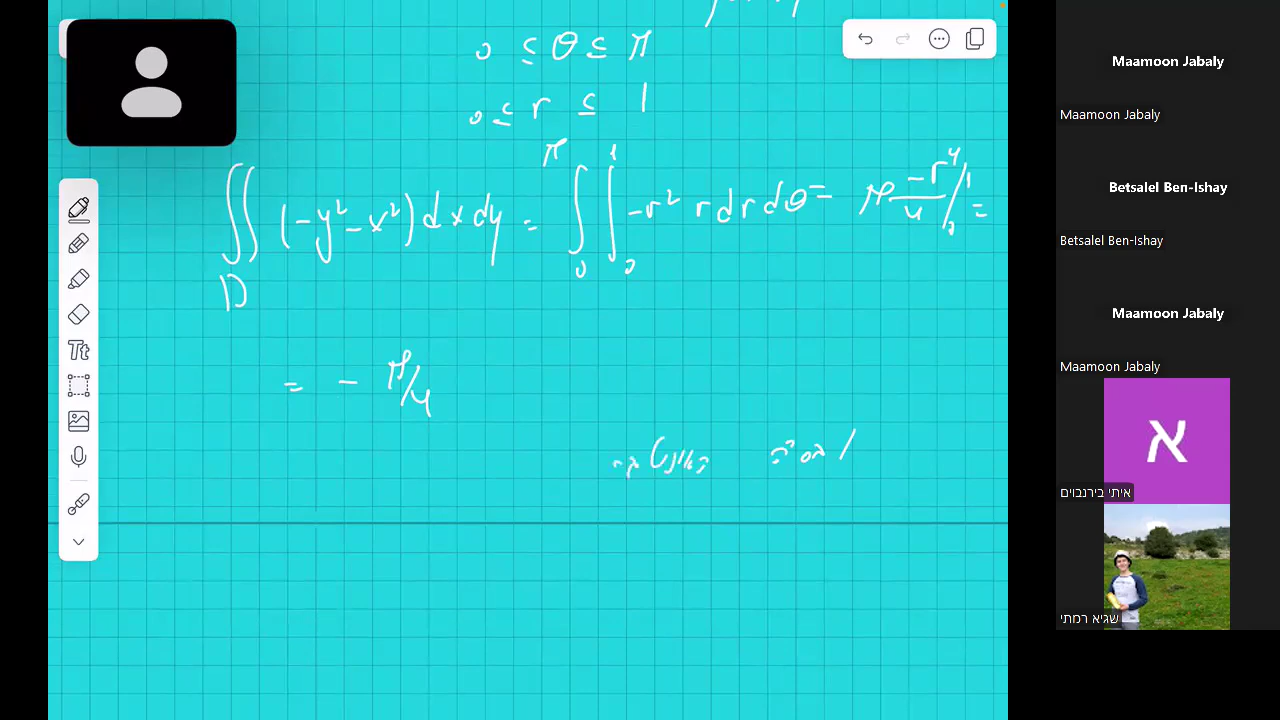 0 ≤ θ ≤ π
0 ≤ r ≤ 1
∬_D (-y² - x²) dx dy = ∫_0^π ∫_0^1 -r² r dr dθ = π -r⁴/4 |_0^1 =
= - π/4
Tt
Maamoon Jabaly
Maamoon Jabaly
Betsalel Ben-Ishay
Betsalel Ben-Ishay
Maamoon Jabaly
Maamoon Jabaly
א
איתי בירנבוים
שגיא רמתי